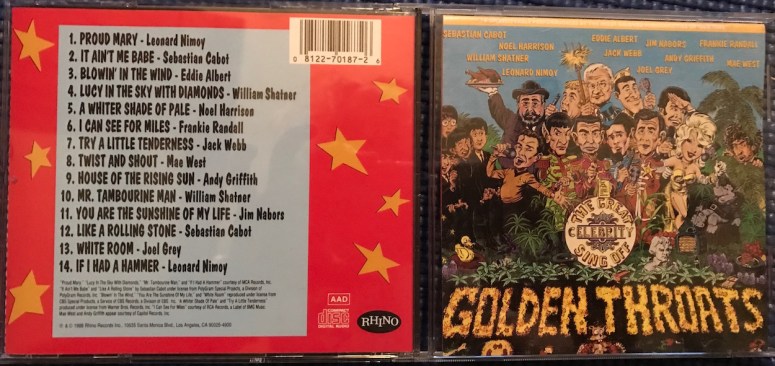 1. PROUD MARY - Leonard Nimoy
2. IT AIN'T ME BABE - Sebastian Cabot
3. BLOWIN' IN THE WIND - Eddie Albert
4. LUCY IN THE SKY WITH DIAMONDS - William Shatner
5. A WHITER SHADE OF PALE - Noel Harrison
6. I CAN SEE FOR MILES - Frankie Randall
7. TRY A LITTLE TENDERNESS - Jack Webb
8. TWIST AND SHOUT - Mae West
9. HOUSE OF THE RISING SUN - Andy Griffith
10. MR. TAMBOURINE MAN - William Shatner
11. YOU ARE THE SUNSHINE OF MY LIFE - Jim Nabors
12. LIKE A ROLLING STONE - Sebastian Cabot
13. WHITE ROOM - Joel Grey
14. IF I HAD A HAMMER - Leonard Nimoy
0 8122-70187-2 6
AAD
COMPACT
disc
DIGITAL AUDIO
RHINO
SEBASTIAN CABOT
EDDIE ALBERT
JIM NABORS
FRANKIE RANDALL
NOEL HARRISON
JACK WEBB
ANDY GRIFFITH
MAE WEST
WILLIAM SHATNER
LEONARD NIMOY
JOEL GREY
THE GREAT
CELEBRITY
SING OFF
GOLDEN THROATS